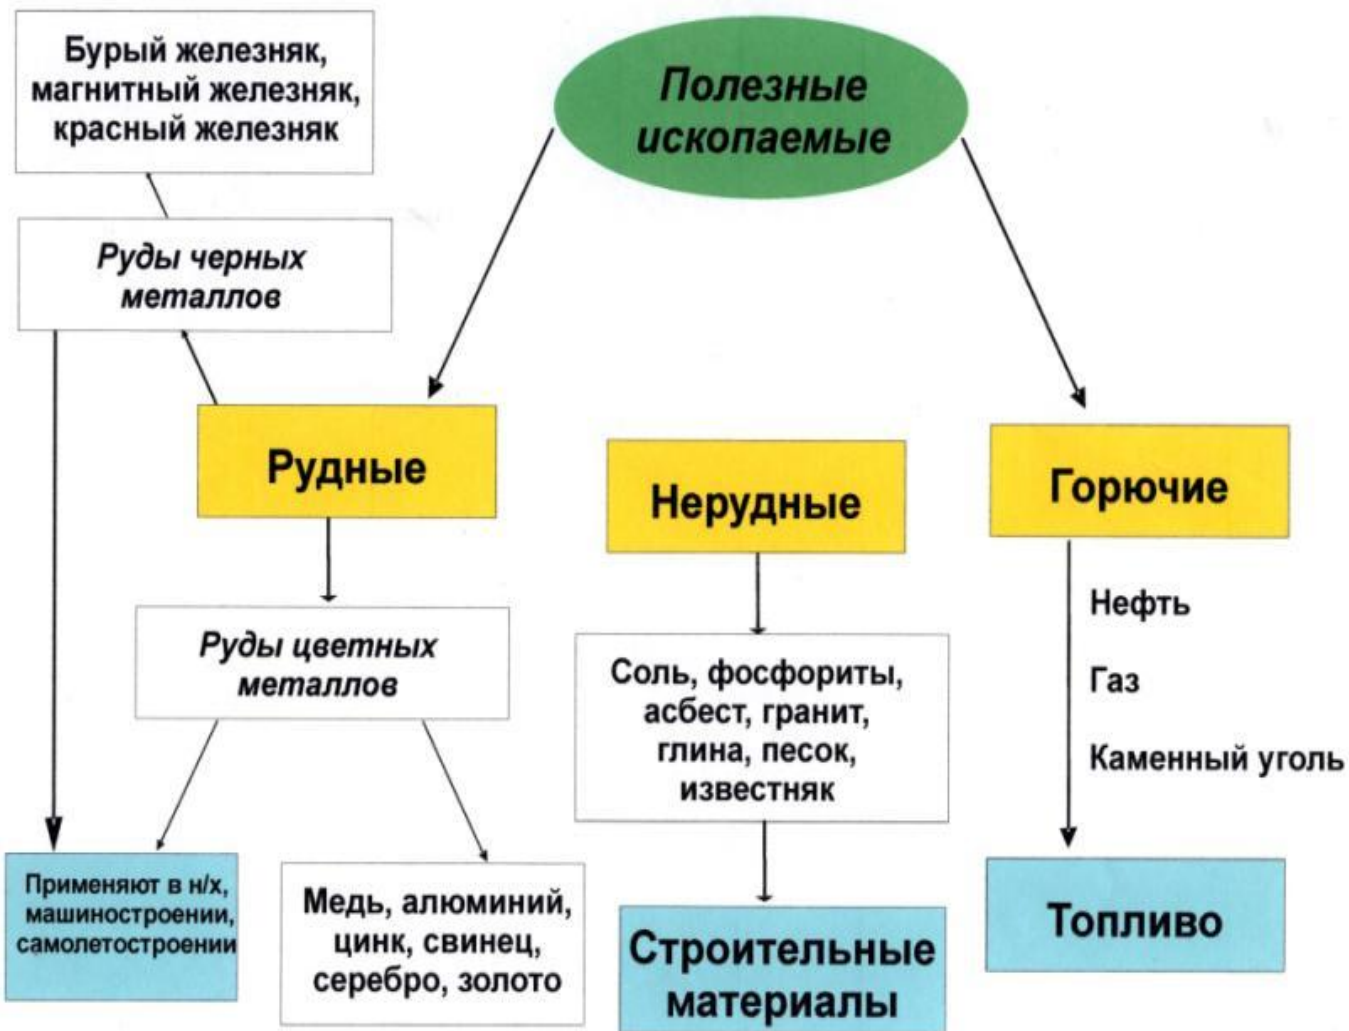 Бурый железняк,
магнитный железняк,
красный железняк
Полезные
ископаемые
Руды черных
металлов
Рудные
Нерудные
Горючие
Руды цветных
металлов
Соль, фосфориты,
асбест, гранит,
глина, песок,
известняк
Нефть
Газ
Каменный уголь
Применяют в н/х,
машиностроении,
самолетостроении
Медь, алюминий,
цинк, свинец,
серебро, золото
Строительные
материалы
Топливо